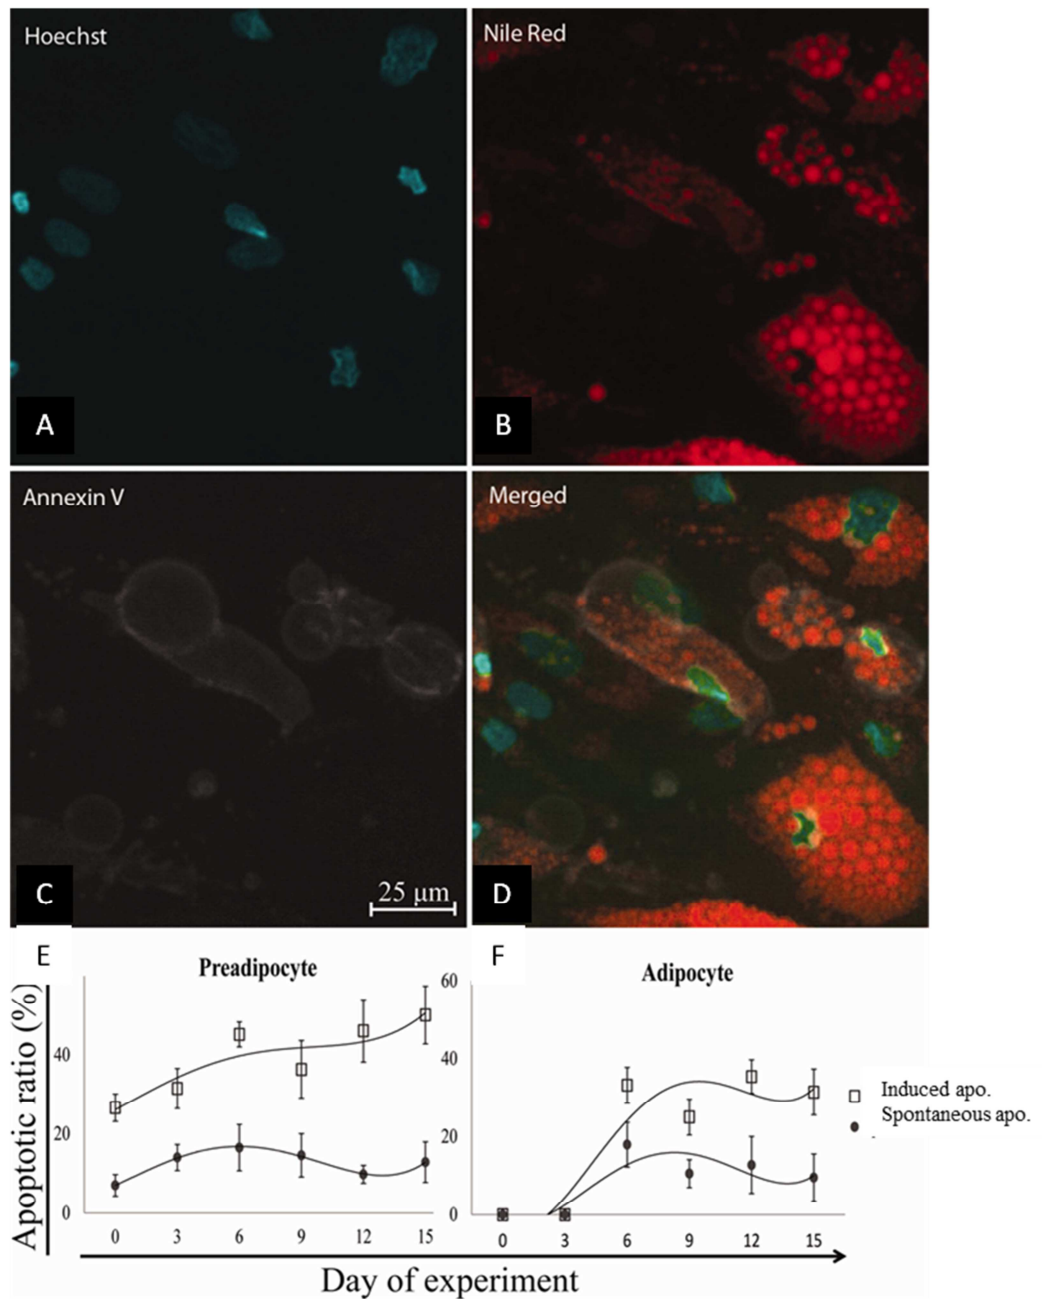 Hoechst
Nile Red
A
B
Annexin V
Merged
25 µm
C
D
E
F
Preadipocyte
Adipocyte
Apoptotic ratio (%)
40
20
0
60
40
20
0
0 3 6 9 12 15
0 3 6 9 12 15
Induced apo.
Spontaneous apo.
Day of experiment